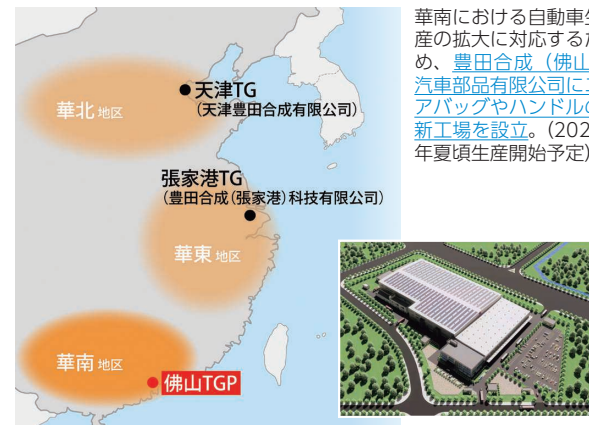 天津TG
(天津豊田合成有限公司)
華北 地区
張家港TG
(豊田合成(張家港)科技有限公司)
華東 地区
華南 地区
佛山TGP
華南における自動車生
産の拡大に対応するた
め、豊田合成(佛山
汽車部品有限公司に
アバッグやハンドルの
新工場を設立。(202
年夏頃生産開始予定)